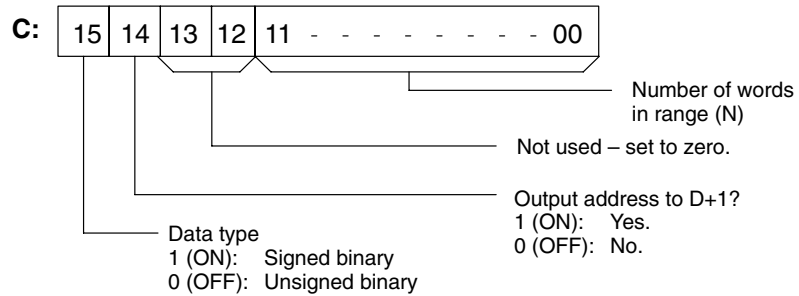 C: 15 14 13 12 11 - - - - - - - - 00
Number of words
in range (N)
Not used – set to zero.
Output address to D+1?
1 (ON): Yes.
0 (OFF): No.
Data type
1 (ON): Signed binary
0 (OFF): Unsigned binary